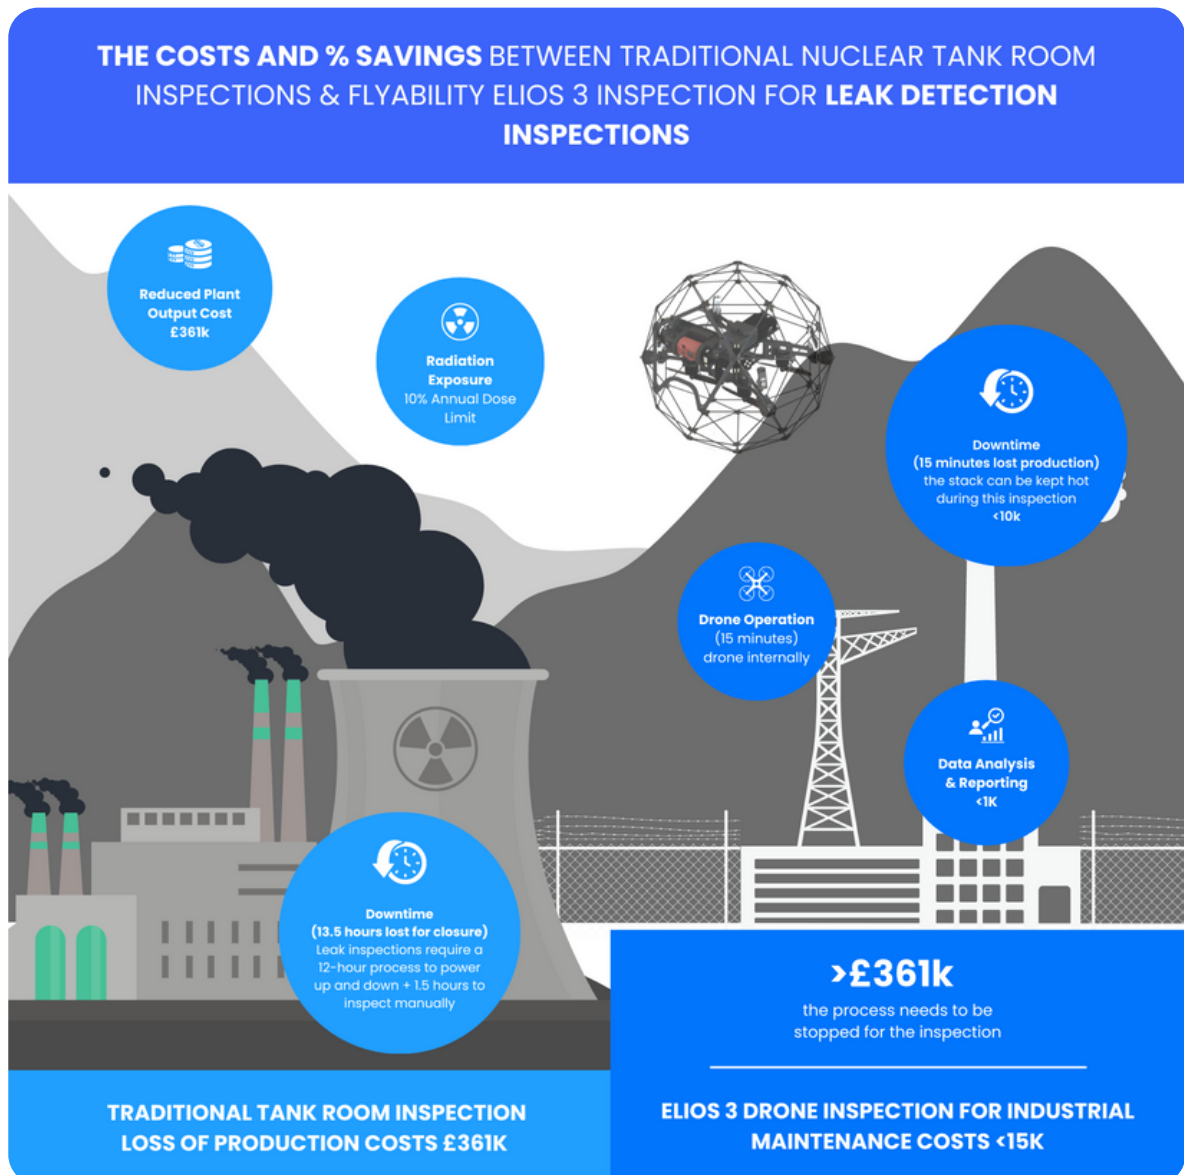 THE COSTS AND % SAVINGS BETWEEN TRADITIONAL NUCLEAR TANK ROOM
INSPECTIONS & FLYABILITY ELIOS 3 INSPECTION FOR LEAK DETECTION
INSPECTIONS
Reduced Plant
Output Cost
£361k
Radiation
Exposure
10% Annual Dose
Limit
Downtime
(15 minutes lost production)
the stack can be kept hot
during this inspection
<10k
Drone Operation
(15 minutes)
drone internally
Data Analysis
& Reporting
<1K
Downtime
(13.5 hours lost for closure)
Leak inspections require a
12-hour process to power
up and down + 1.5 hours to
inspect manually
>£361k
the process needs to be
stopped for the inspection
TRADITIONAL TANK ROOM INSPECTION
LOSS OF PRODUCTION COSTS £361K
ELIOS 3 DRONE INSPECTION FOR INDUSTRIAL
MAINTENANCE COSTS <15K